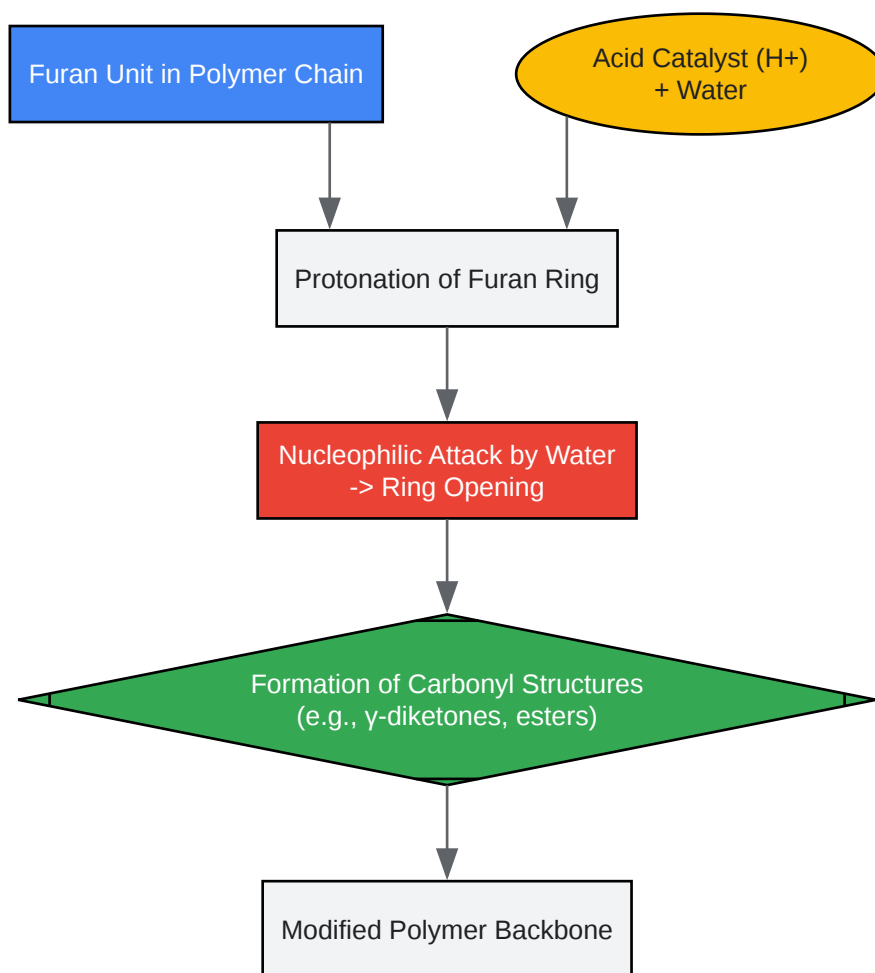 Furan Unit in Polymer Chain
Acid Catalyst (H+)
+ Water
Protonation of Furan Ring
Nucleophilic Attack by Water
-> Ring Opening
Formation of Carbonyl Structures
(e.g., γ-diketones, esters)
Modified Polymer Backbone